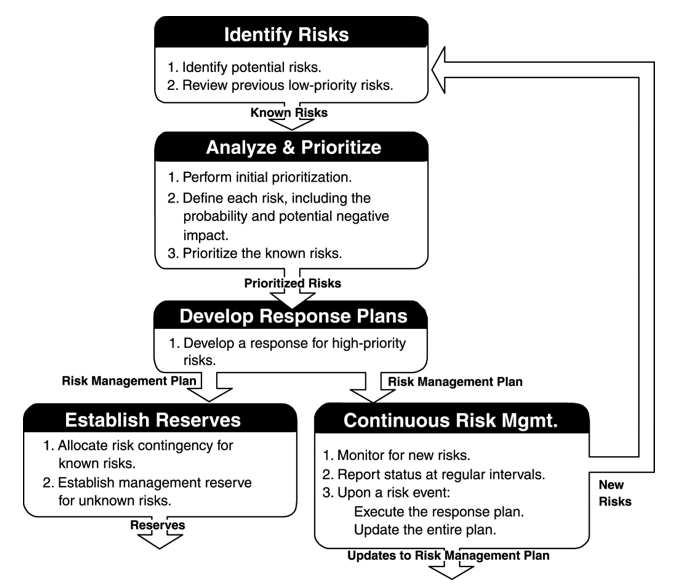 Identify Risks
1. Identify potential risks.
2. Review previous low-priority risks.
Known Risks
Analyze & Prioritize
1. Perform initial prioritization.
2. Define each risk, including the
probability and potential negative
impact.
3. Prioritize the known risks.
Prioritized Risks
Develop Response Plans
1. Develop a response for high-priority
risks.
Risk Management Plan
Risk Management Plan
Establish Reserves
1. Allocate risk contingency for
known risks.
2. Establish management reserve
for unknown risks.
Reserves
Continuous Risk Mgmt.
1. Monitor for new risks.
2. Report status at regular intervals.
3. Upon a risk event:
Execute the response plan.
Update the entire plan.
New
Risks
Updates to Risk Management Plan